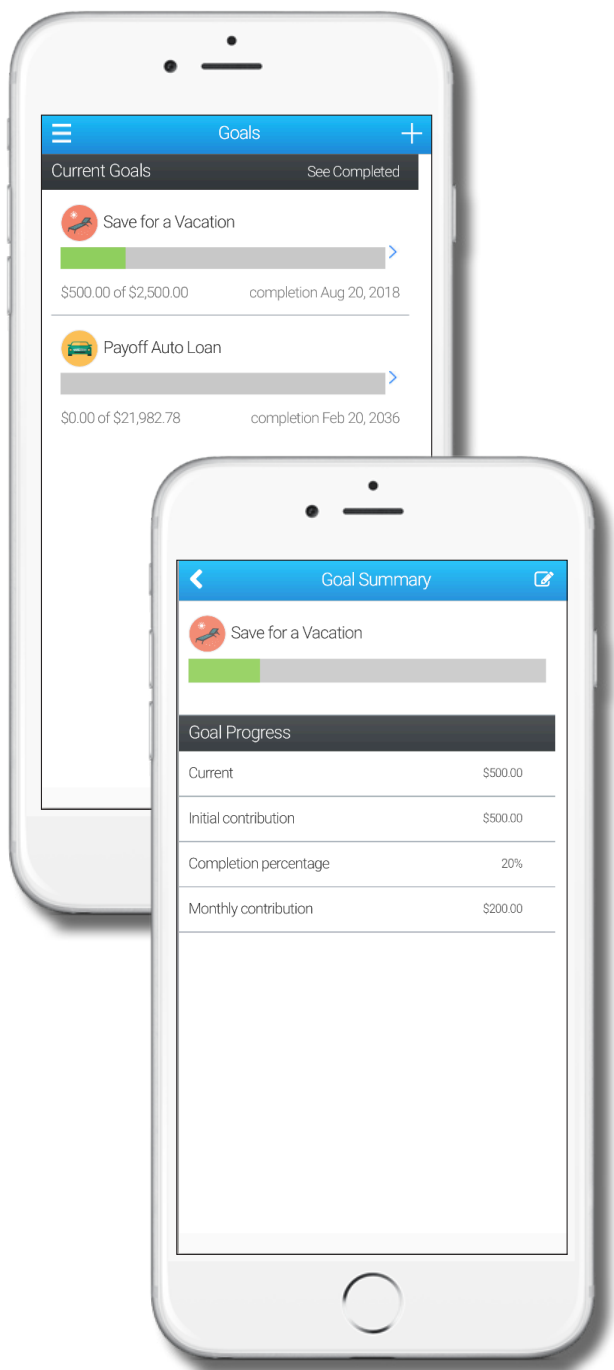 Goals
Current Goals See Completed
Save for a Vacation
$500.00 of $2,500.00 completion Aug 20, 2018
Payoff Auto Loan
$0.00 of $21,982.78 completion Feb 20, 2036
Goal Summary
Save for a Vacation
Goal Progress
Current $500.00
Initial contribution $500.00
Completion percentage 20%
Monthly contribution $200.00